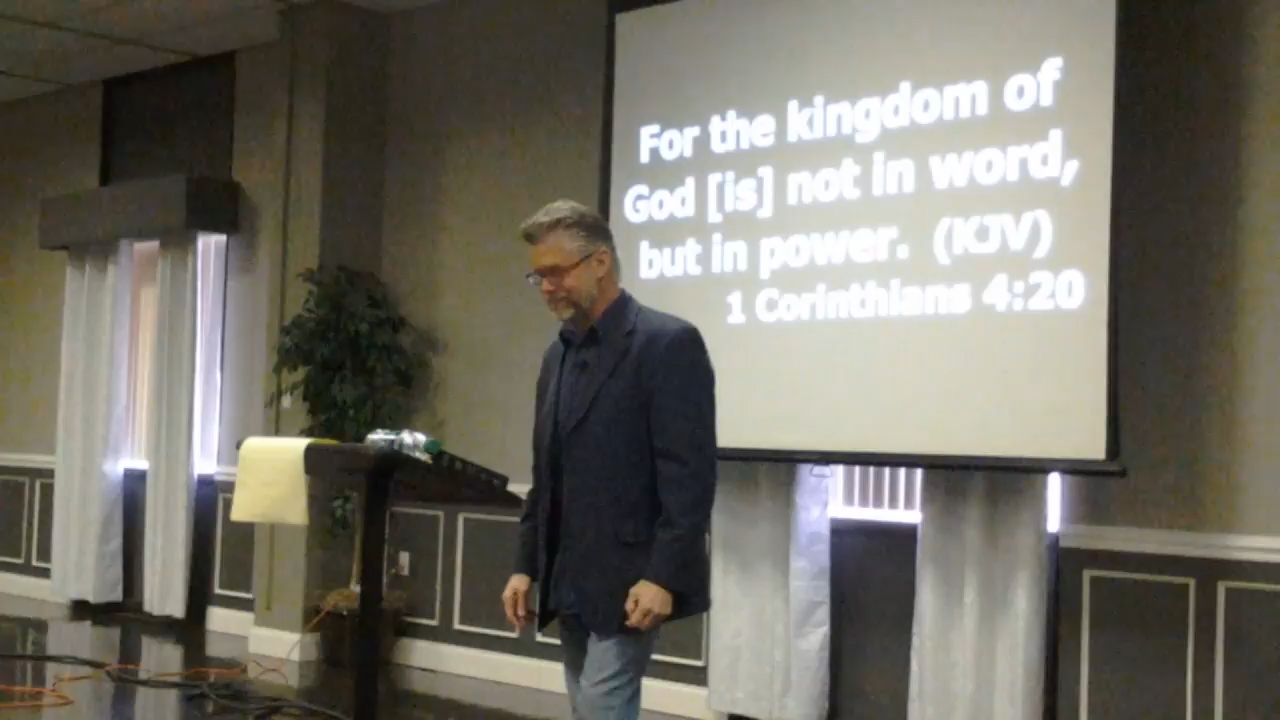 For the kingdom of
God [is] not in word,
but in power. (KJV)
1 Corinthians 4:20